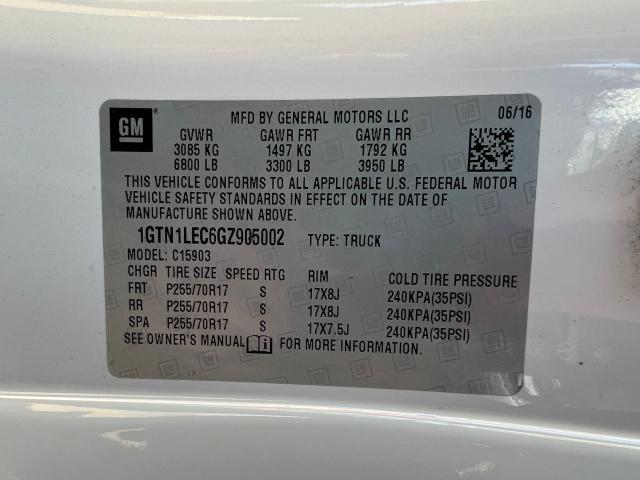 GM® MFD BY GENERAL MOTORS LLC 06/16
GVWR GAWR FRT GAWR RR
3085 KG 1497 KG 1792 KG
6800 LB 3300 LB 3950 LB
THIS VEHICLE CONFORMS TO ALL APPLICABLE U.S. FEDERAL MOTOR
VEHICLE SAFETY STANDARDS IN EFFECT ON THE DATE OF
MANUFACTURE SHOWN ABOVE.
1GTN1LEC6GZ905002 TYPE: TRUCK
MODEL: C15903
CHGR TIRE SIZE SPEED RTG RIM COLD TIRE PRESSURE
FRT P255/70R17 S 17X8J 240KPA(35PSI)
RR P255/70R17 S 17X8J 240KPA(35PSI)
SPA P255/70R17 S 17X7.5J 240KPA(35PSI)
SEE OWNER'S MANUAL FOR MORE INFORMATION.